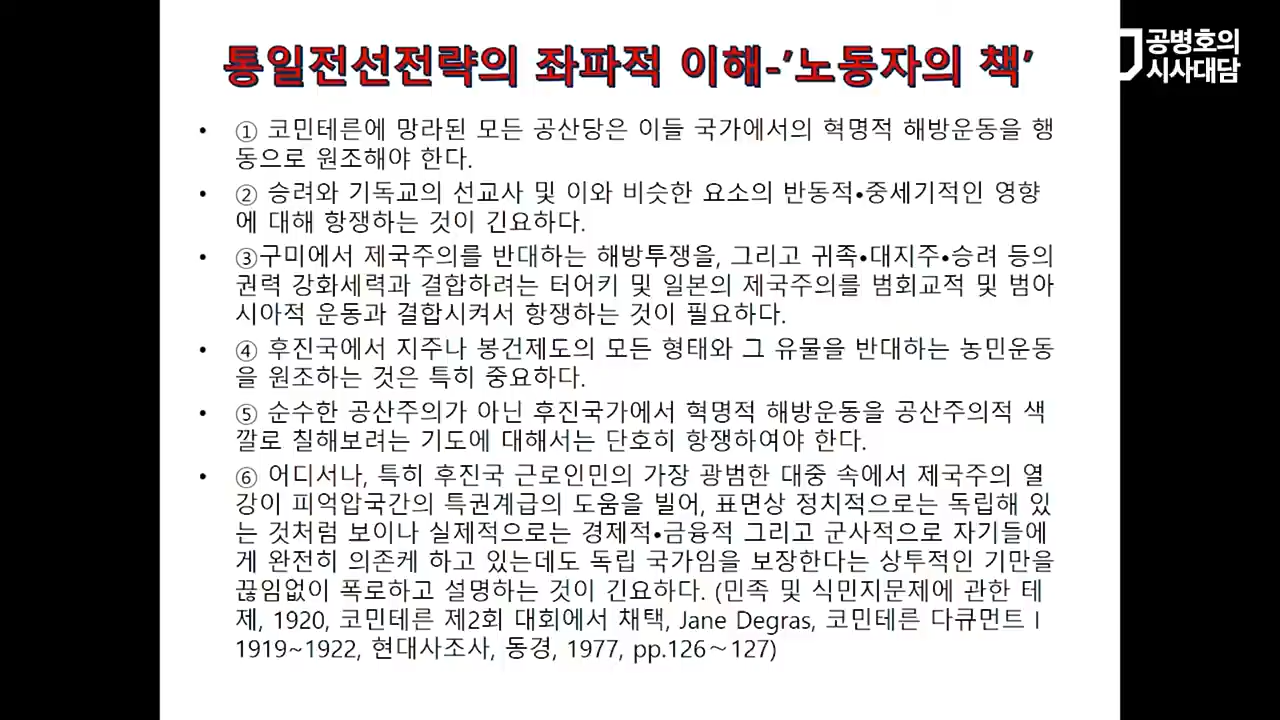 통일전선전략의 좌파적 이해-'노동자의 책'
공병호의
시사대담
• ① 코민테른에 망라된 모든 공산당은 이들 국가에서의 혁명적 해방운동을 행
동으로 원조해야 한다.
• ② 승려와 기독교의 선교사 및 이와 비슷한 요소의 반동적•중세기적인 영향
에 대해 항쟁하는 것이 긴요하다.
• ③구미에서 제국주의를 반대하는 해방투쟁을, 그리고 귀족•대지주•승려 등의
권력 강화세력과 결합하려는 터어키 및 일본의 제국주의를 범회교적 및 범아
시아적 운동과 결합시켜서 항쟁하는 것이 필요하다.
• ④ 후진국에서 지주나 봉건제도의 모든 형태와 그 유물을 반대하는 농민운동
을 원조하는 것은 특히 중요하다.
• ⑤ 순수한 공산주의가 아닌 후진국가에서 혁명적 해방운동을 공산주의적 색
깔로 칠해보려는 기도에 대해서는 단호히 항쟁하여야 한다.
• ⑥ 어디서나, 특히 후진국 근로인민의 가장 광범한 대중 속에서 제국주의 열
강이 피억압국간의 특권계급의 도움을 빌어, 표면상 정치적으로는 독립해 있
는 것처럼 보이나 실제적으로는 경제적•금융적 그리고 군사적으로 자기들에
게 완전히 의존케 하고 있는데도 독립 국가임을 보장한다는 상투적인 기만을
끊임없이 폭로하고 설명하는 것이 긴요하다. (민족 및 식민지문제에 관한 테
제, 1920, 코민테른 제2회 대회에서 채택, Jane Degras, 코민테른 다큐먼트 I
1919~1922, 현대사조사, 동경, 1977, pp.126～127)